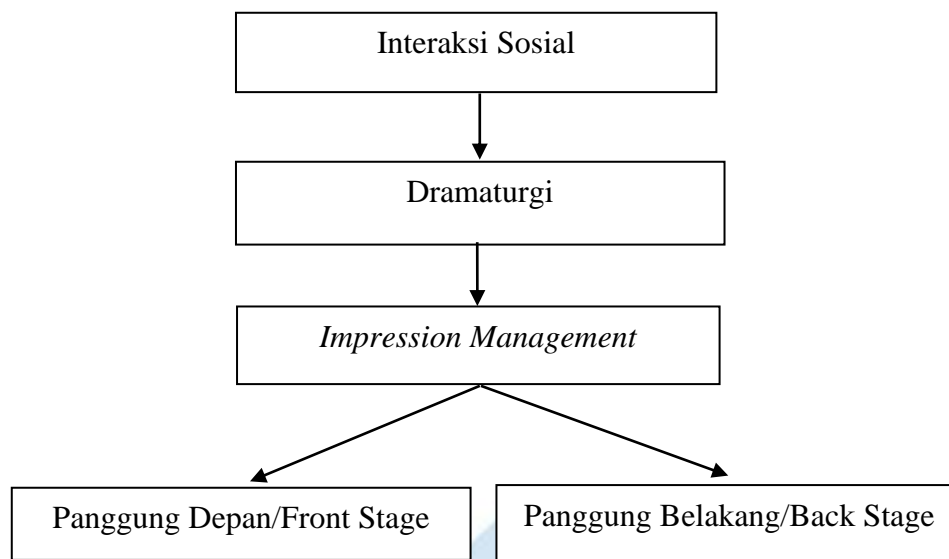 Interaksi Sosial
Dramaturgi
Impression Management
Panggung Depan/Front Stage
Panggung Belakang/Back Stage